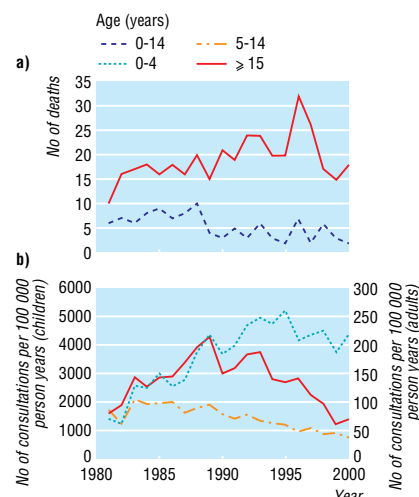 Age (years)
0-14 5-14
0-4 ⩾ 15
a)
No of deaths
35
30
25
20
15
10
5
0
b)
No of consultations per 100 000
person years (children)
6000
5000
4000
3000
2000
1000
0
300
250
200
150
100
50
0
No of consultations per 100 000
person years (adults)
1980 1985 1990 1995 2000
Year